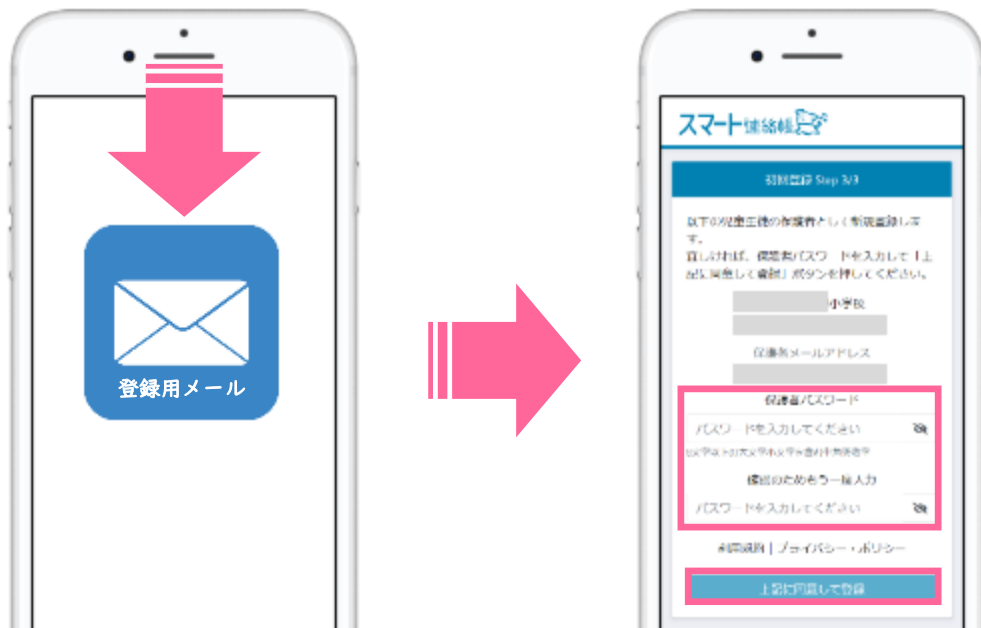 登録用メール
スマート連絡帳
初回登録 Step 3/3
以下の児童生徒の保護者として新規登録しま
す。
宜しければ、保護者パスワードを入力して「上
記に同意して登録」ボタンを押してください。
小学校
保護者メールアドレス
保護者パスワード
パスワードを入力してください
確認のためもう一度入力
パスワードを入力してください
利用規約 | プライバシー・ポリシー
上記に同意して登録